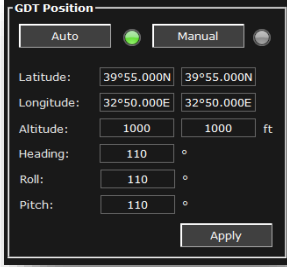 GDT Position
Auto Manual
Latitude: 39°55.000N 39°55.000N
Longitude: 32°50.000E 32°50.000E
Altitude: 1000 1000 ft
Heading: 110 °
Roll: 110 °
Pitch: 110 °
Apply